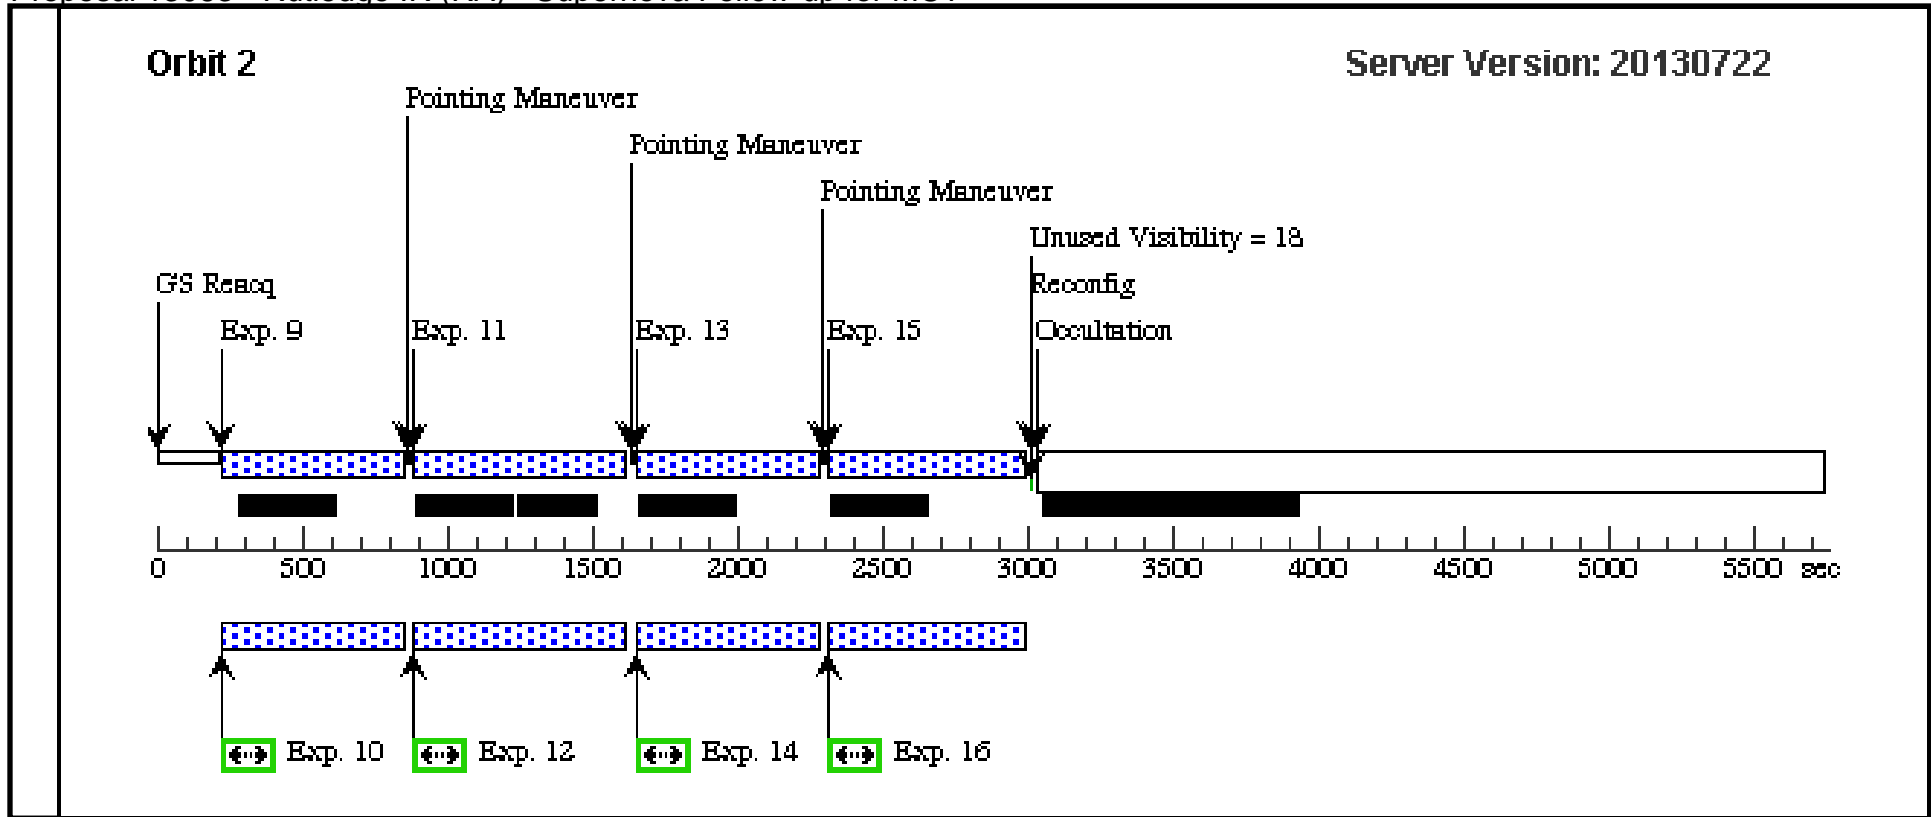 Orbit 2
Server Version: 20130722
Pointing Maneuver
Pointing Maneuver
Pointing Maneuver
Unused Visibility = 18
GS Reacq
Reconfig
Exp. 9
Exp. 11
Exp. 13
Exp. 15
Occultation
0 500 1000 1500 2000 2500 3000 3500 4000 4500 5000 5500 sec
Exp. 10
Exp. 12
Exp. 14
Exp. 16